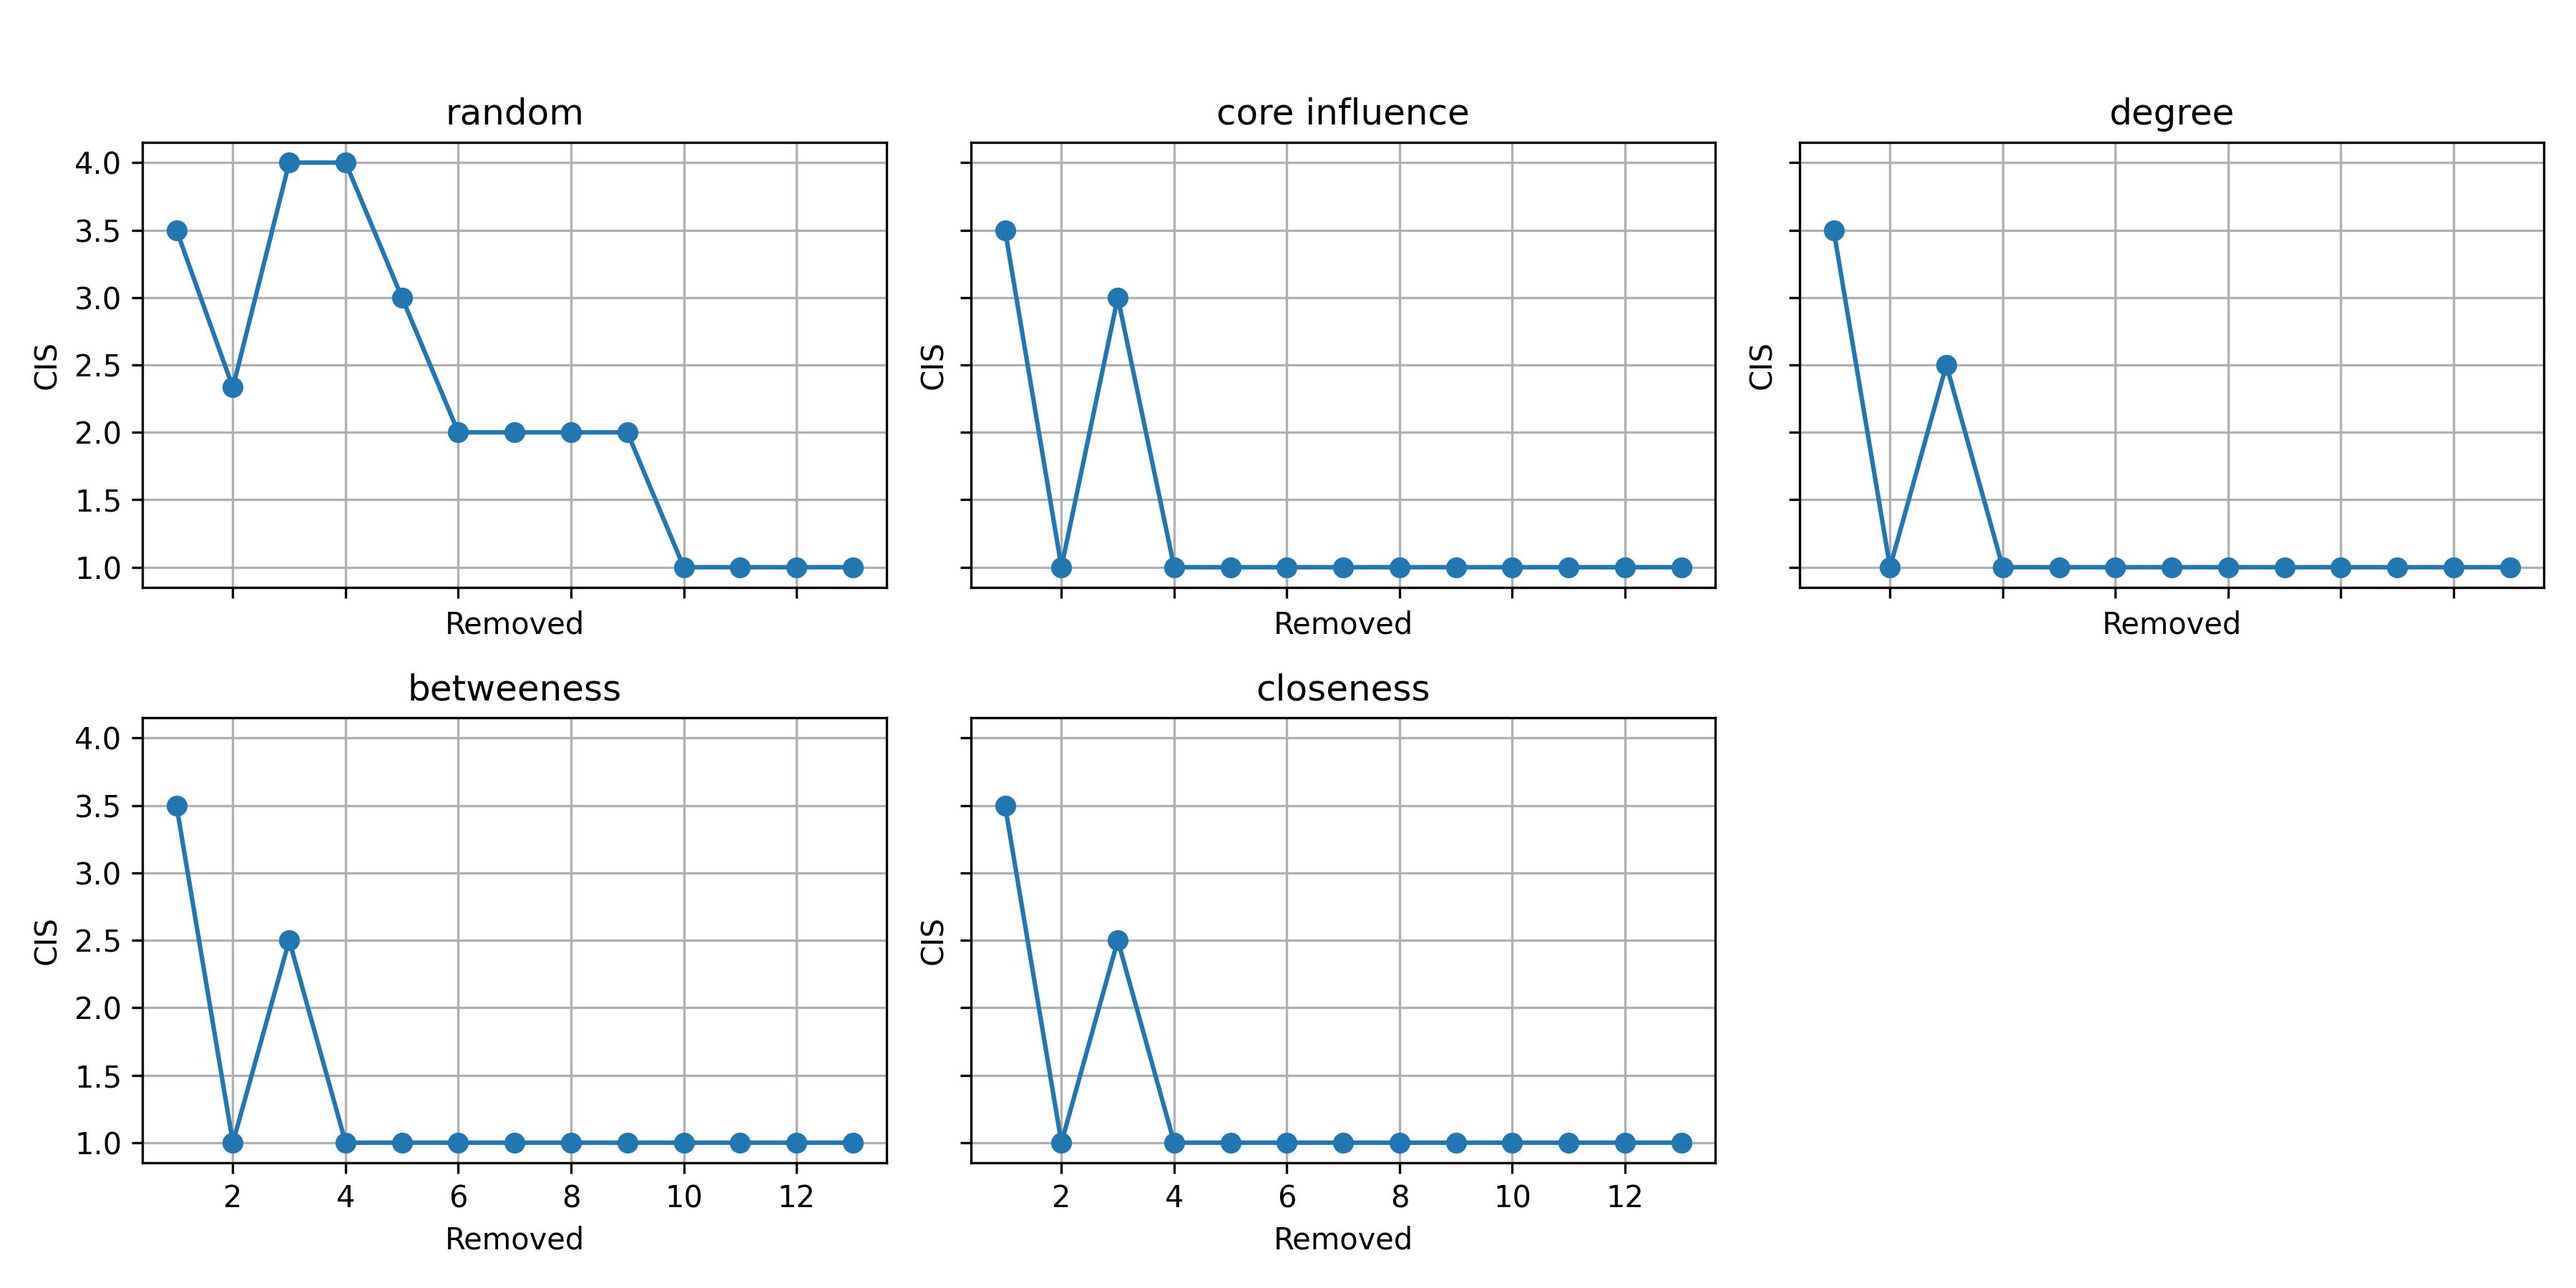 random
core influence
degree
4.0
3.5
3.0
2.5
2.0
1.5
1.0
CIS
CIS
CIS
Removed
Removed
Removed
betweeness
closeness
4.0
3.5
3.0
2.5
2.0
1.5
1.0
CIS
CIS
2 4 6 8 10 12
2 4 6 8 10 12
Removed
Removed